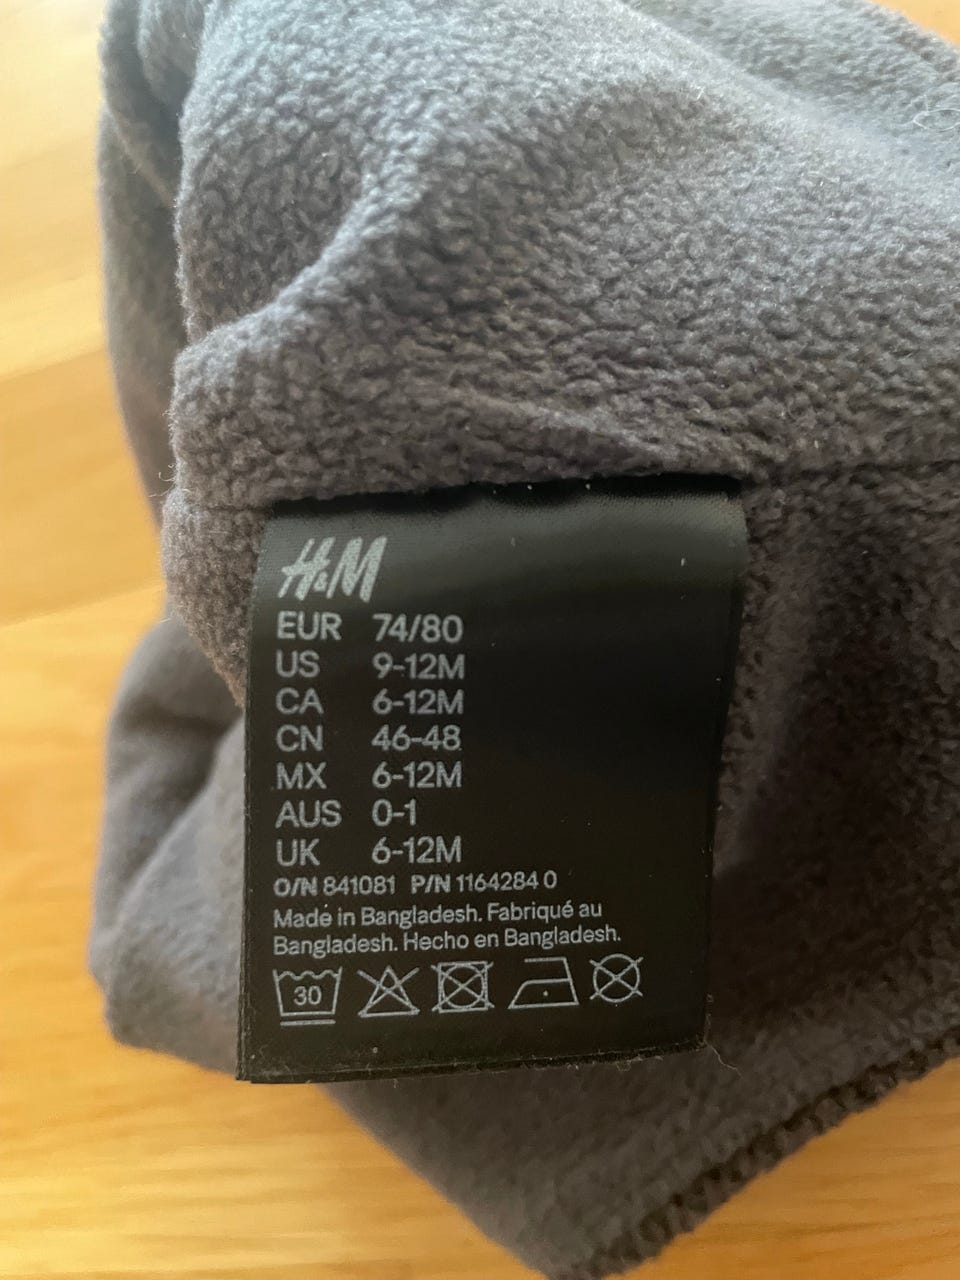 H&M
EUR 74/80
US 9-12M
CA 6-12M
CN 46-48
MX 6-12M
AUS 0-1
UK 6-12M
O/N 841081 P/N 1164284 0
Made in Bangladesh. Fabriqué au
Bangladesh. Hecho en Bangladesh.
30